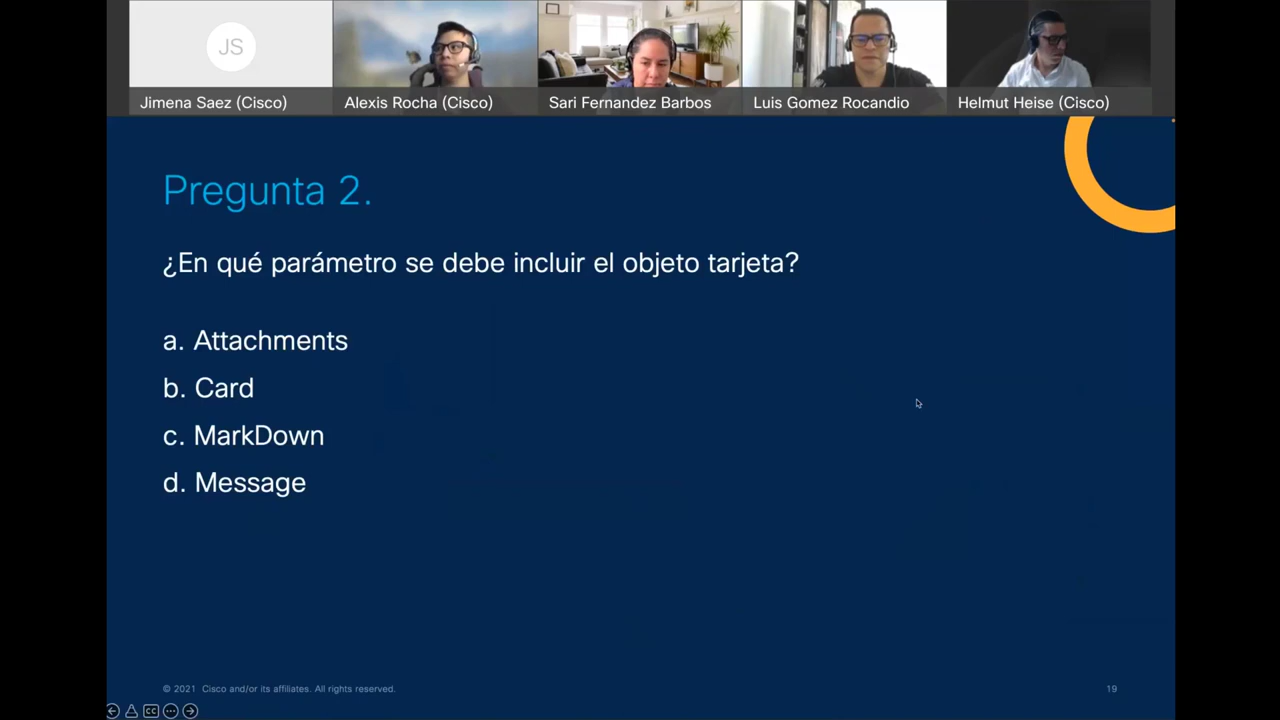 JS
Jimena Saez (Cisco)
Alexis Rocha (Cisco)
Sari Fernandez Barbos
Luis Gomez Rocandio
Helmut Heise (Cisco)
Pregunta 2.
¿En qué parámetro se debe incluir el objeto tarjeta?
a. Attachments
b. Card
c. MarkDown
d. Message
© 2021 Cisco and/or its affiliates. All rights reserved.
19
CC